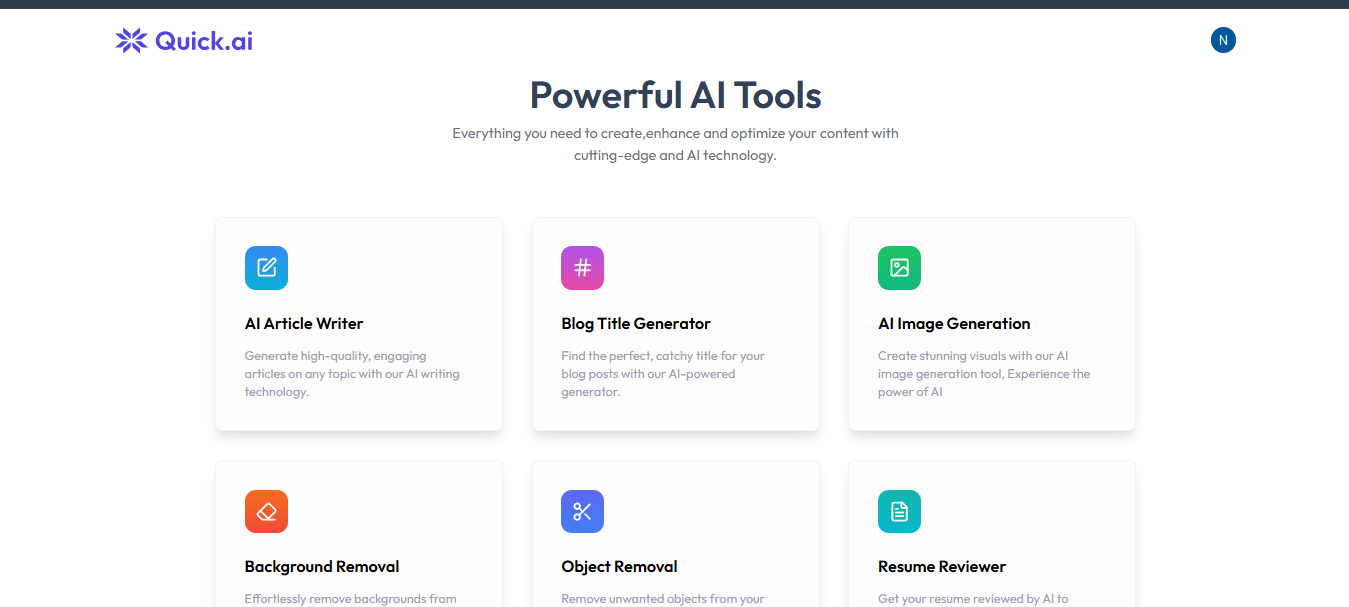 Quick.ai
N
Powerful AI Tools
Everything you need to create,enhance and optimize your content with
cutting-edge and AI technology.
AI Article Writer
Generate high-quality, engaging
articles on any topic with our AI writing
technology.
Blog Title Generator
Find the perfect, catchy title for your
blog posts with our AI-powered
generator.
AI Image Generation
Create stunning visuals with our AI
image generation tool, Experience the
power of AI
Background Removal
Effortlessly remove backgrounds from
Object Removal
Remove unwanted objects from your
Resume Reviewer
Get your resume reviewed by AI to